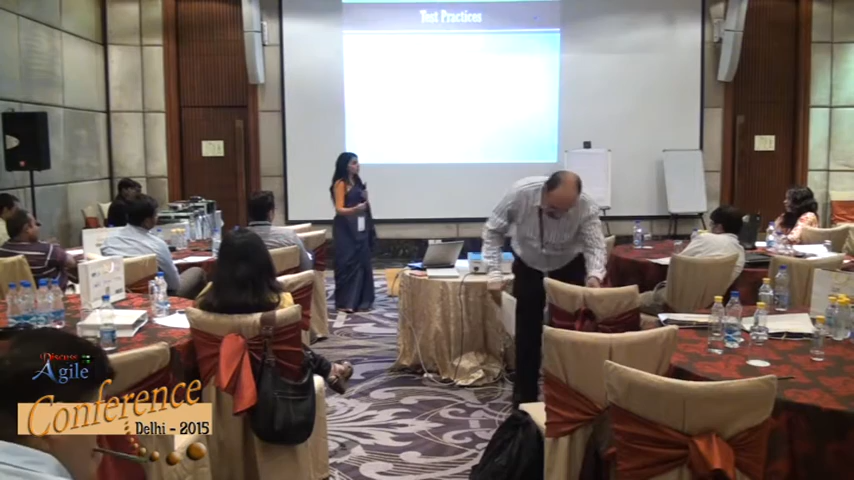 Test Practices
Discuss
Agile
Conference
Delhi - 2015